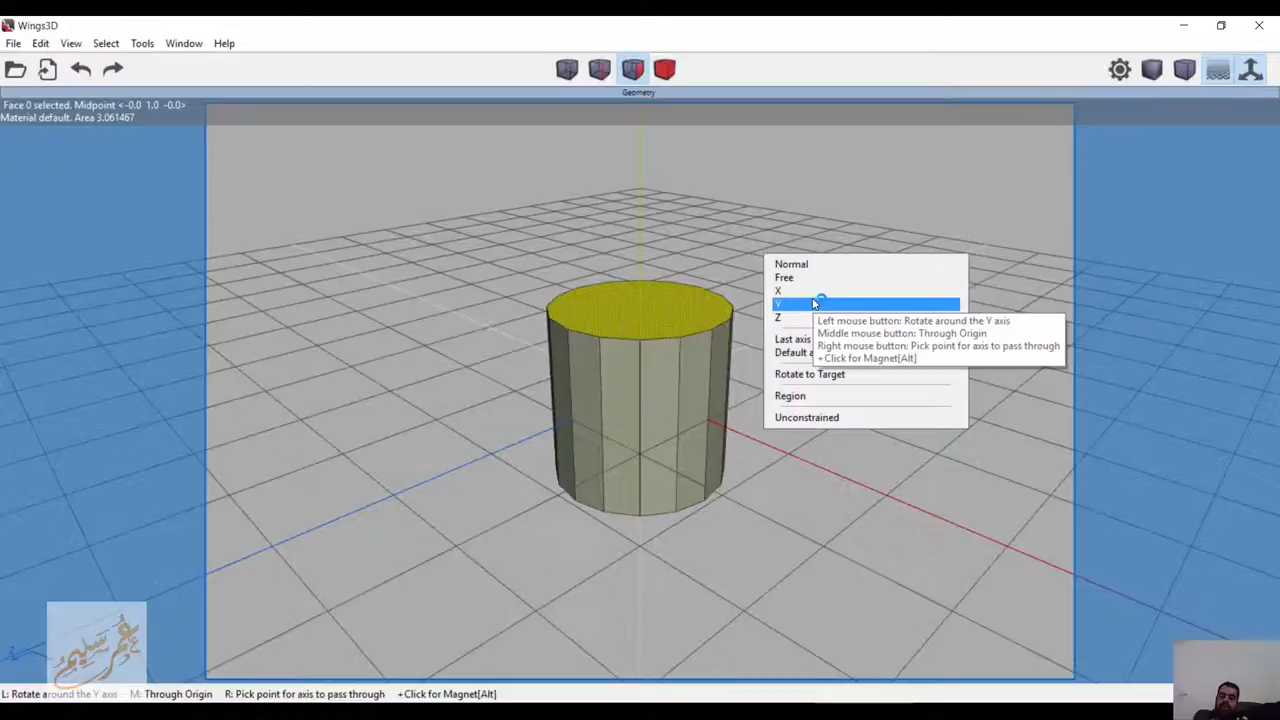 Wings3D
File Edit View Select Tools Window Help
Geometry
Face 0 selected. Midpoint <-0.0 1.0 -0.0>
Material default. Area 3.061467
Normal
Free
X
Y
Z
Left mouse button: Rotate around the Y axis
Middle mouse button: Through Origin
Right mouse button: Pick point for axis to pass through
+Click for Magnet[Alt]
Last axis
Default a
Rotate to Target
Region
Unconstrained
عمر سليم
L: Rotate around the Y axis M: Through Origin R: Pick point for axis to pass through +Click for Magnet[Alt]